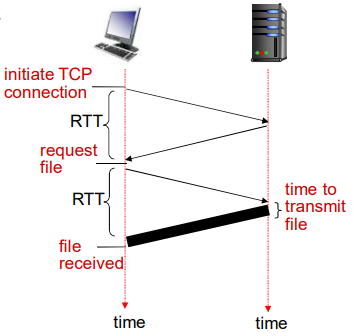 initiate TCP
connection
RTT
request
file
RTT
time to
transmit
file
file
received
time
time